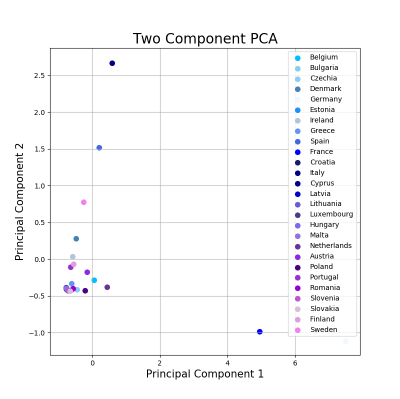 Two Component PCA
Principal Component 2
2.5
2.0
1.5
1.0
0.5
0.0
−0.5
−1.0
0
2
4
6
Principal Component 1
Belgium
Bulgaria
Czechia
Denmark
Germany
Estonia
Ireland
Greece
Spain
France
Croatia
Italy
Cyprus
Latvia
Lithuania
Luxembourg
Hungary
Malta
Netherlands
Austria
Poland
Portugal
Romania
Slovenia
Slovakia
Finland
Sweden